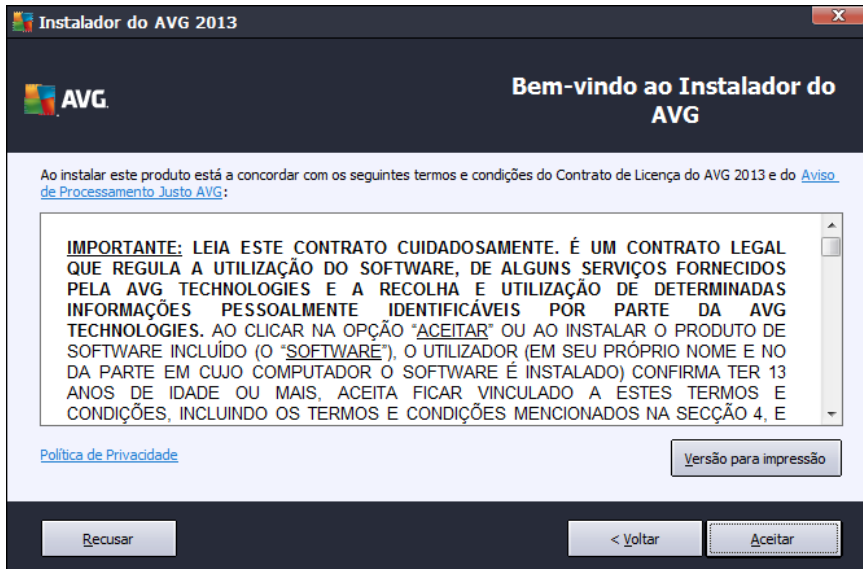 Instalador do AVG 2013
X
AVG.
Bem-vindo ao Instalador do
AVG
Ao instalar este produto está a concordar com os seguintes termos e condições do Contrato de Licença do AVG 2013 e do Aviso
de Processamento Justo AVG:
IMPORTANTE: LEIA ESTE CONTRATO CUIDADOSAMENTE. É UM CONTRATO LEGAL
QUE REGULA A UTILIZAÇÃO DO SOFTWARE, DE ALGUNS SERVIÇOS FORNECIDOS
PELA AVG TECHNOLOGIES E A RECOLHA E UTILIZAÇÃO DE DETERMINADAS
INFORMAÇÕES PESSOALMENTE IDENTIFICÁVEIS POR PARTE DA AVG
TECHNOLOGIES. AO CLICAR NA OPÇÃO “ACEITAR” OU AO INSTALAR O PRODUTO DE
SOFTWARE INCLUÍDO (O “SOFTWARE”), O UTILIZADOR (EM SEU PRÓPRIO NOME E NO
DA PARTE EM CUJO COMPUTADOR O SOFTWARE É INSTALADO) CONFIRMA TER 13
ANOS DE IDADE OU MAIS, ACEITA FICAR VINCULADO A ESTES TERMOS E
CONDIÇÕES, INCLUINDO OS TERMOS E CONDIÇÕES MENCIONADOS NA SECÇÃO 4, E
Política de Privacidade
Versão para impressão
Recusar
< Voltar
Aceitar